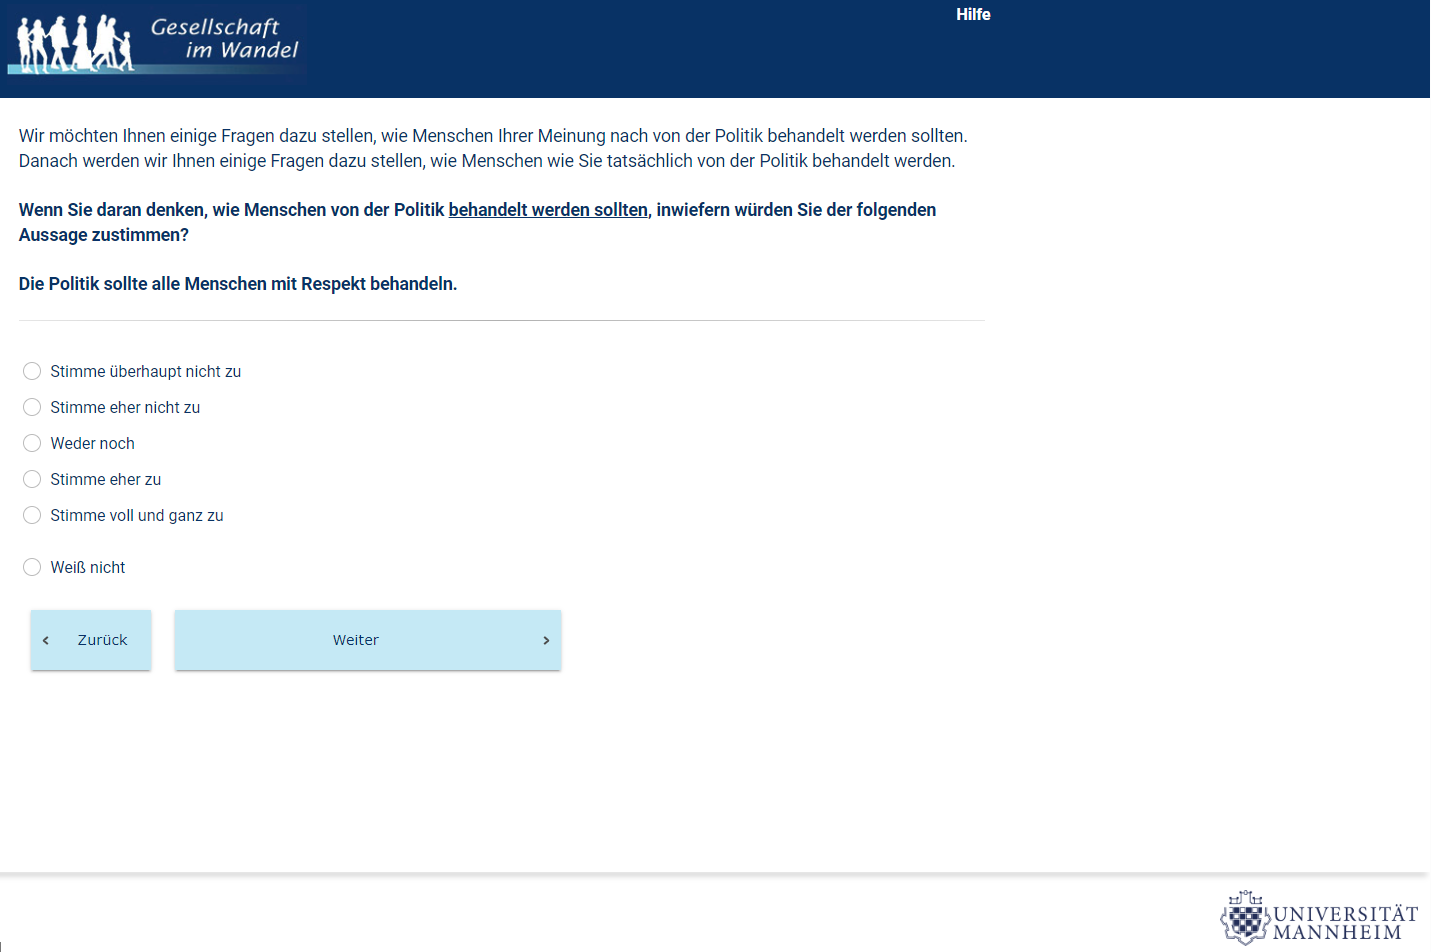 Gesellschaft
im Wandel
Hilfe
Wir möchten Ihnen einige Fragen dazu stellen, wie Menschen Ihrer Meinung nach von der Politik behandelt werden sollten.
Danach werden wir Ihnen einige Fragen dazu stellen, wie Menschen wie Sie tatsächlich von der Politik behandelt werden.
Wenn Sie daran denken, wie Menschen von der Politik behandelt werden sollten, inwiefern würden Sie der folgenden
Aussage zustimmen?
Die Politik sollte alle Menschen mit Respekt behandeln.
Stimme überhaupt nicht zu
Stimme eher nicht zu
Weder noch
Stimme eher zu
Stimme voll und ganz zu
Weiß nicht
Zurück
Weiter
UNIVERSITÄT
MANNHEIM